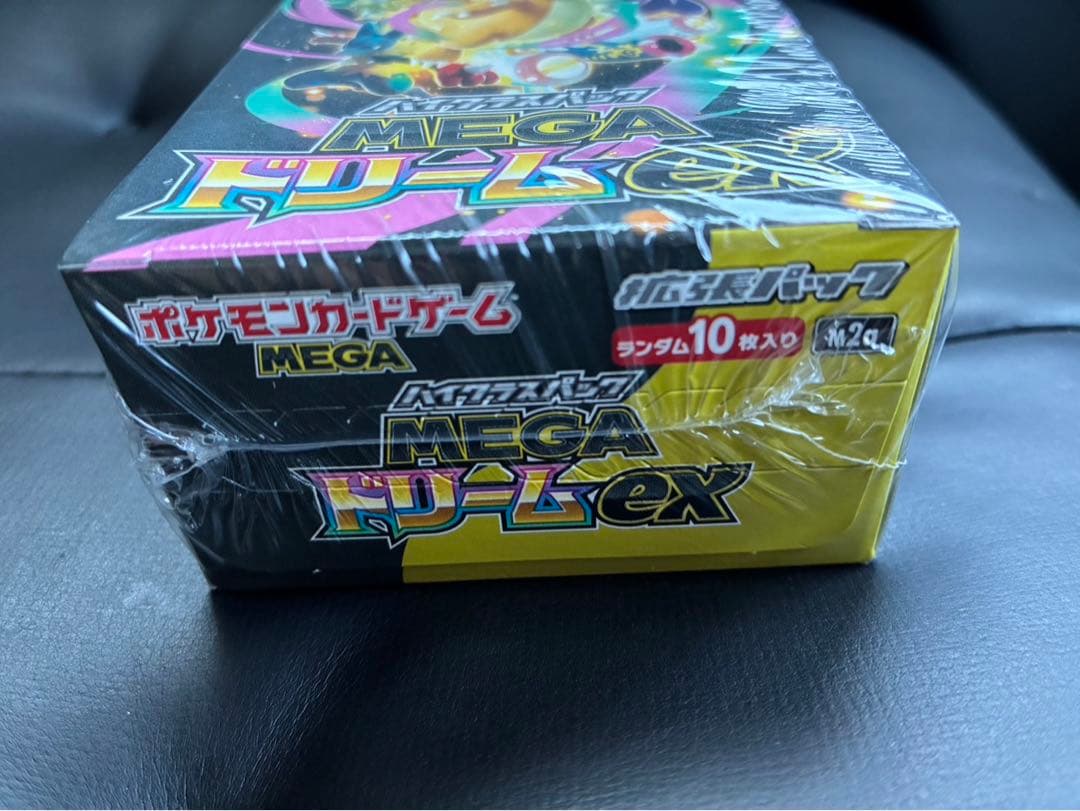 ハイクラスパック
MEGA
ドリームex
ポケモンカードゲーム
MEGA
拡張パック
ランダム10枚入り
M2a
ハイクラスパック
MEGA
ドリームex